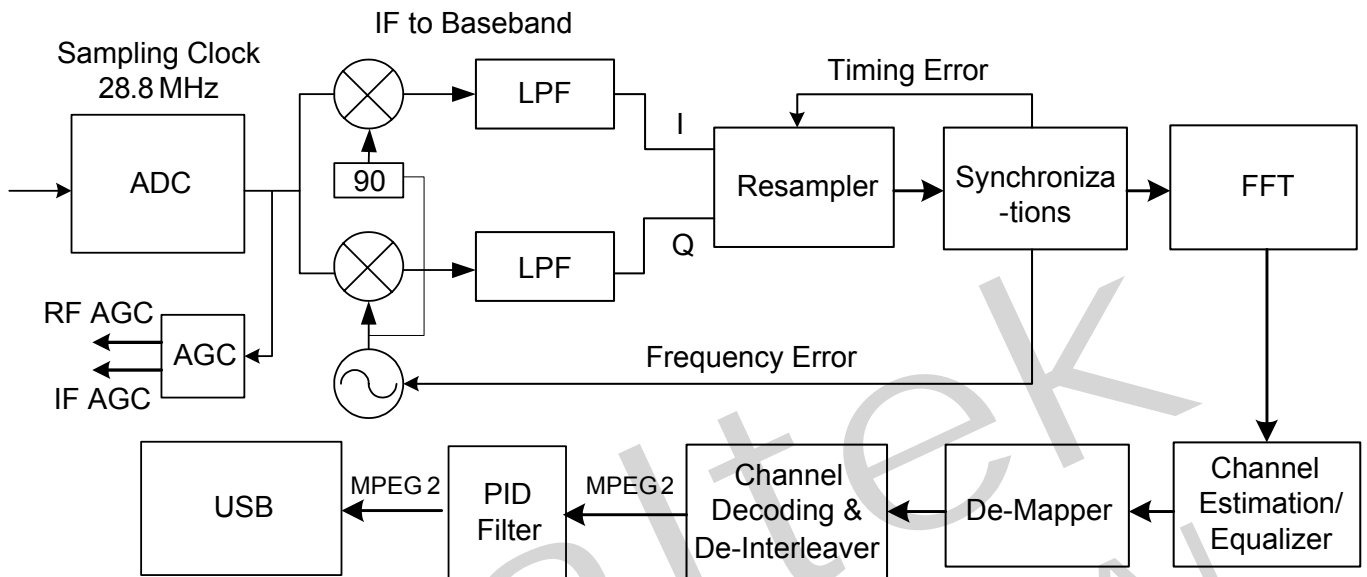 IF to Baseband
Sampling Clock
28.8 MHz
ADC
LPF
90
LPF
I
Q
Timing Error
Resampler
Synchroniza
-tions
FFT
RF AGC
AGC
IF AGC
Frequency Error
USB
MPEG 2
PID
Filter
MPEG 2
Channel
Decoding &
De-Interleaver
De-Mapper
Channel
Estimation/
Equalizer